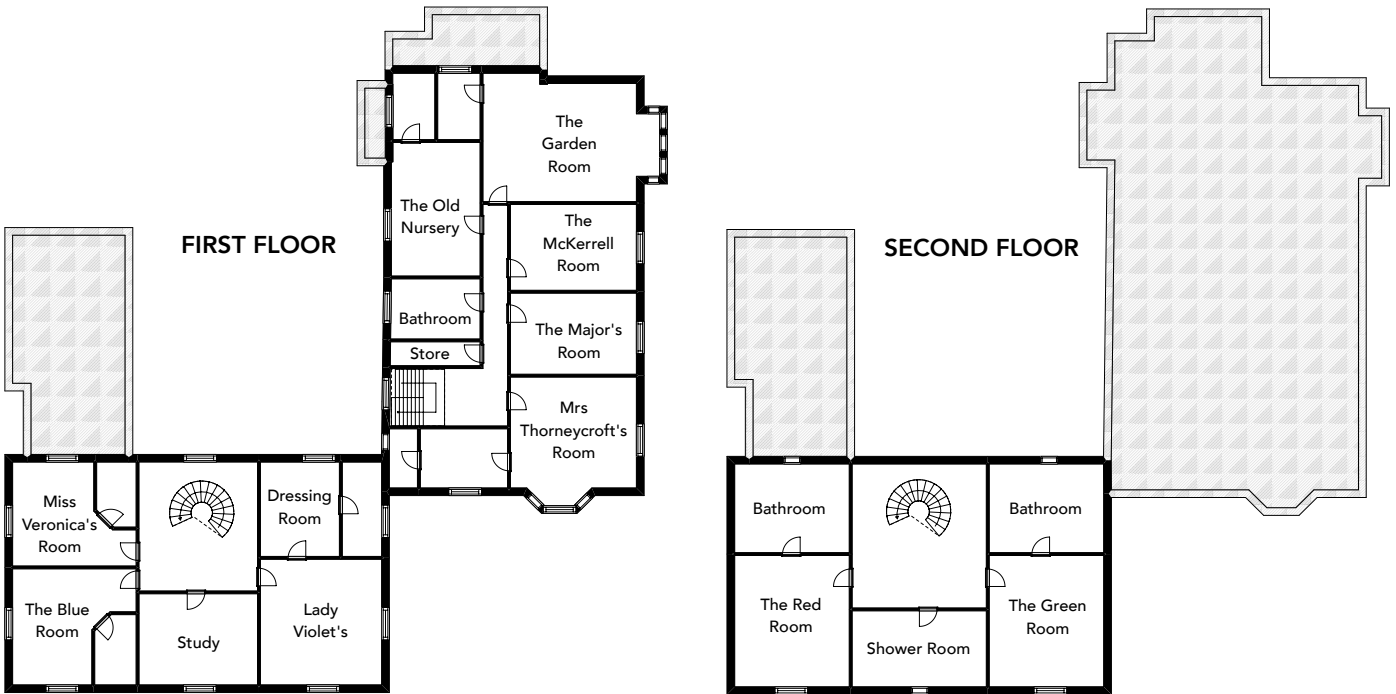 FIRST FLOOR
The
Garden
Room
The Old
Nursery
The
McKerrell
Room
Bathroom
The Major's
Room
Store
Mrs
Thorneycroft's
Room
Miss
Veronica's
Room
Dressing
Room
The Blue
Room
Study
Lady
Violet's
SECOND FLOOR
Bathroom
Bathroom
The Red
Room
The Green
Room
Shower Room